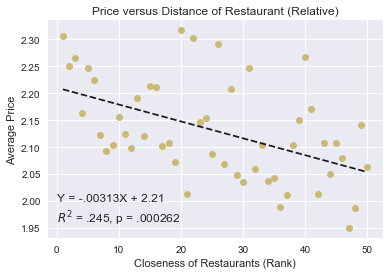 Price versus Distance of Restaurant (Relative)
Average Price
2.30
2.25
2.20
2.15
2.10
2.05
2.00
1.95
Y = -.00313X + 2.21
R² = .245, p = .000262
0 10 20 30 40 50
Closeness of Restaurants (Rank)